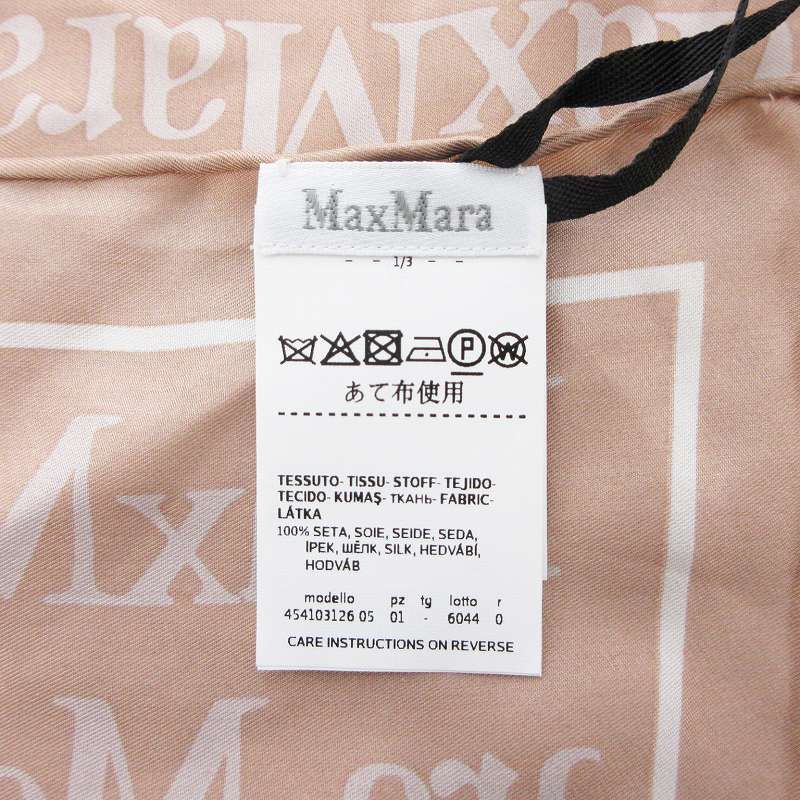 axMara
MaxMara
- - 1/3 - -
P W
あて布使用
TESSUTO- TISSU- STOFF- TEJIDO-
TECIDO- KUMAŞ- ТКАНЬ- FABRIC-
LÁTKA
100% SETA, SOIE, SEIDE, SEDA,
İPEK, ШЁЛК, SILK, HEDVÁBÍ,
HODVÁB
modello pz tg lotto r
454103126 05 01 - 6044 0
CARE INSTRUCTIONS ON REVERSE